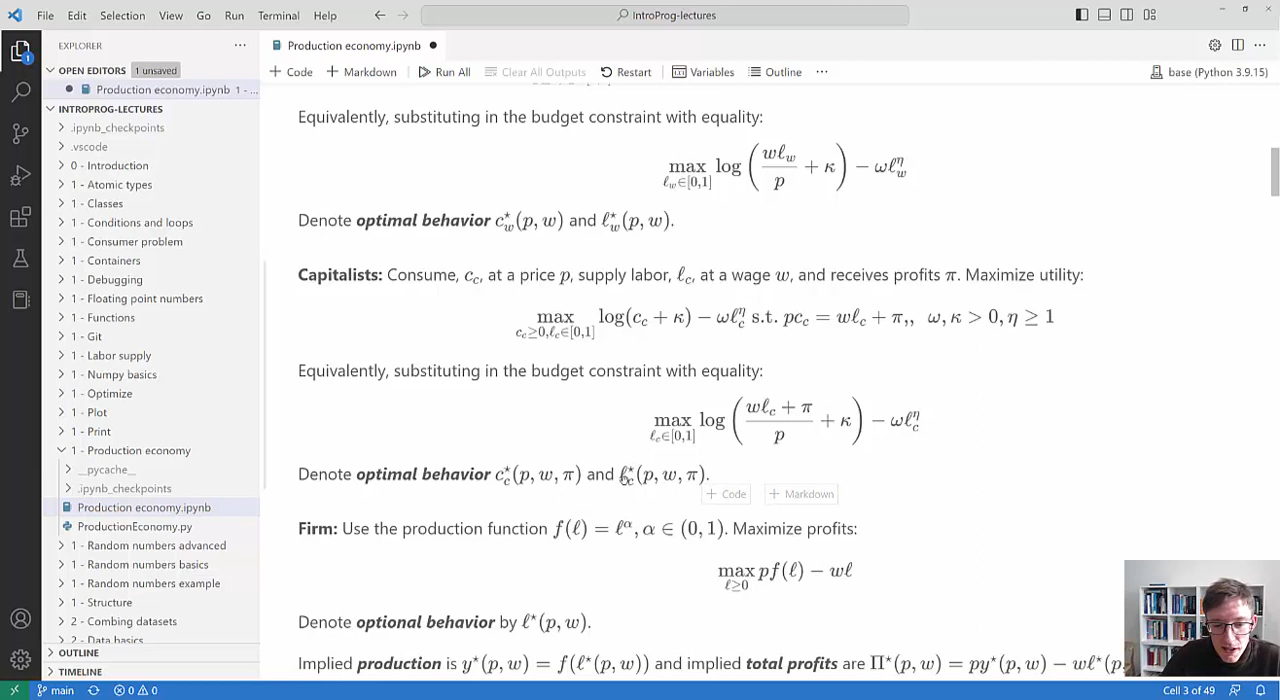 File Edit Selection View Go Run Terminal Help IntroProg-lectures
EXPLORER
Production economy.ipynb
OPEN EDITORS 1 unsaved
Production economy.ipynb 1 - ...
INTROPROG-LECTURES
.ipynb_checkpoints
.vscode
0 - Introduction
1 - Atomic types
1 - Classes
1 - Conditions and loops
1 - Consumer problem
1 - Containers
1 - Debugging
1 - Floating point numbers
1 - Functions
1 - Git
1 - Labor supply
1 - Numpy basics
1 - Optimize
1 - Plot
1 - Print
1 - Production economy
__pycache__
.ipynb_checkpoints
Production economy.ipynb
ProductionEconomy.py
1 - Random numbers advanced
1 - Random numbers basics
1 - Random numbers example
1 - Structure
2 - Combing datasets
2 - Data basics
OUTLINE
TIMELINE
+ Code + Markdown Run All Clear All Outputs Restart Variables Outline ... base (Python 3.9.15)
Equivalently, substituting in the budget constraint with equality:
max_{ℓ_w∈[0,1]} log (wℓ_w/p + κ) − ωℓ_w^η
Denote optimal behavior c_w^⋆(p, w) and ℓ_w^⋆(p, w).
Capitalists: Consume, c_c, at a price p, supply labor, ℓ_c, at a wage w, and receives profits π. Maximize utility:
max_{c_c≥0,ℓ_c∈[0,1]} log(c_c + κ) − ωℓ_c^η s.t. pc_c = wℓ_c + π,, ω, κ > 0, η ≥ 1
Equivalently, substituting in the budget constraint with equality:
max_{ℓ_c∈[0,1]} log ((wℓ_c + π)/p + κ) − ωℓ_c^η
Denote optimal behavior c_c^⋆(p, w, π) and ℓ_c^⋆(p, w, π).
+ Code + Markdown
Firm: Use the production function f(ℓ) = ℓ^α, α ∈ (0, 1). Maximize profits:
max_{ℓ≥0} pf(ℓ) − wℓ
Denote optional behavior by ℓ^⋆(p, w).
Implied production is y^⋆(p, w) = f(ℓ^⋆(p, w)) and implied total profits are Π^⋆(p, w) = py^⋆(p, w) − wℓ^⋆(p,
main 0 0 Cell 3 of 49